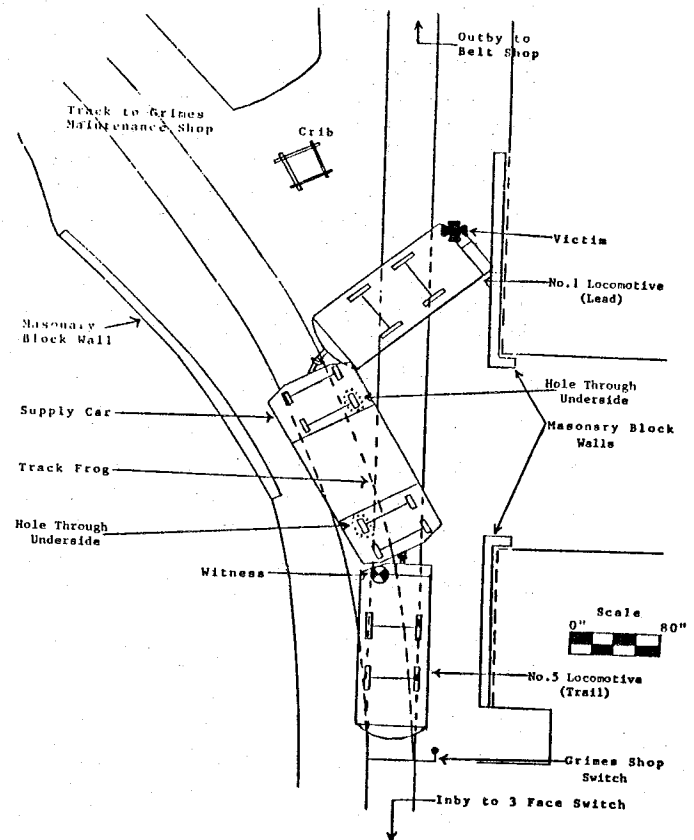 Outby to
Belt Shop
Track to Grimes
Maintenance Shop
Crib
Victim
No.1 Locomotive
(Lead)
Masonary
Block Wall
Hole Through
Underside
Supply Car
Masonary Block
Walls
Track Frog
Hole Through
Underside
Witness
Scale
0" 80"
No.5 Locomotive
(Trail)
Grimes Shop
Switch
Inby to 3 Face Switch